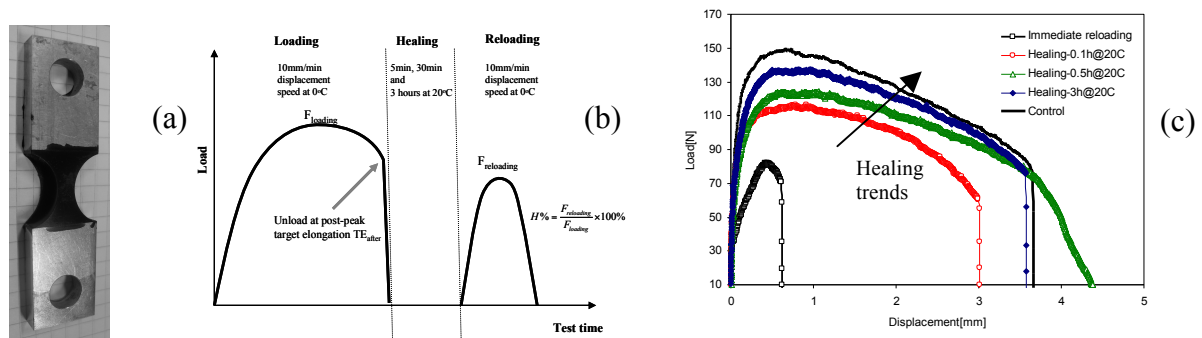 (a)
Loading
Healing
Reloading
10mm/min
displacement
speed at 0°C
5min, 30min
and
3 hours at 20°C
10mm/min
displacement
speed at 0°C
(b)
F_loading
F_reloading
Unload at post-peak
target elongation TE_after
H% = F_reloading / F_loading ×100%
Load
Test time
170
150
130
110
90
70
50
30
10
Load[N]
Immediate reloading
Healing-0.1h@20C
Healing-0.5h@20C
Healing-3h@20C
Control
(c)
Healing
trends
0 1 2 3 4 5
Displacement[mm]